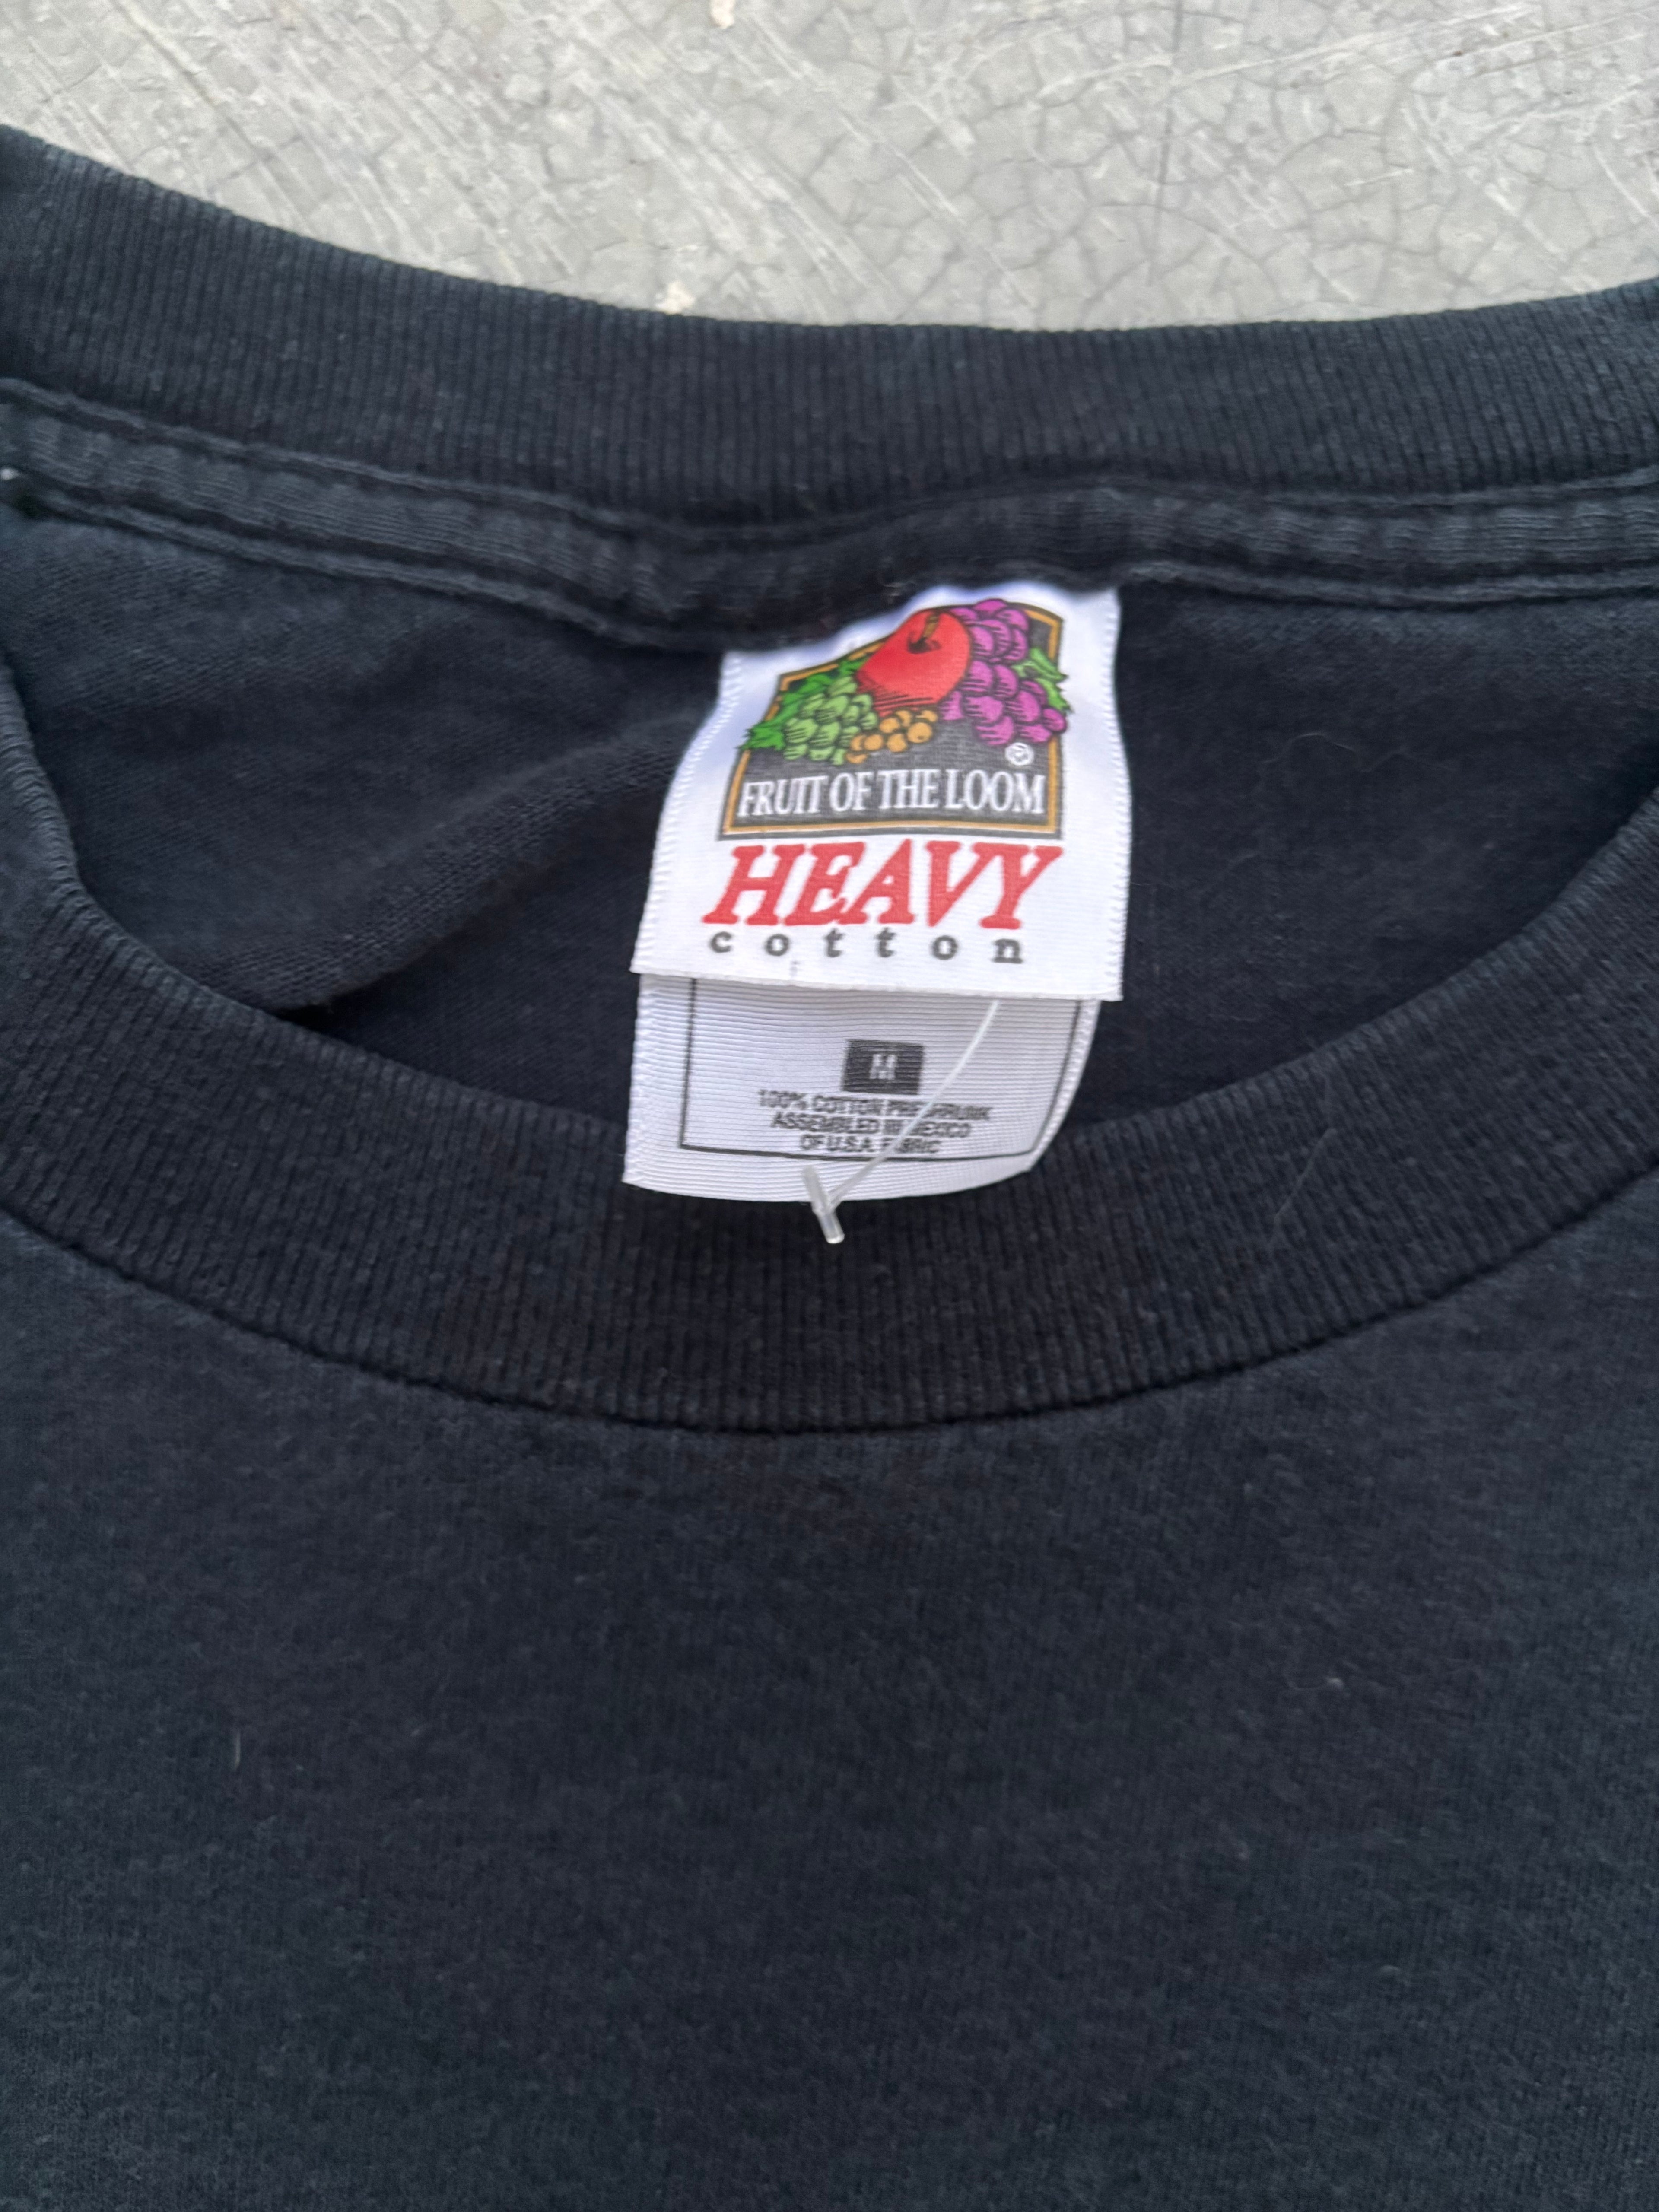 ®
FRUIT OF THE LOOM
HEAVY
cotton
M
100% COTTON PRESHRUNK
ASSEMBLED IN MEXICO
OF U.S.A. FABRIC